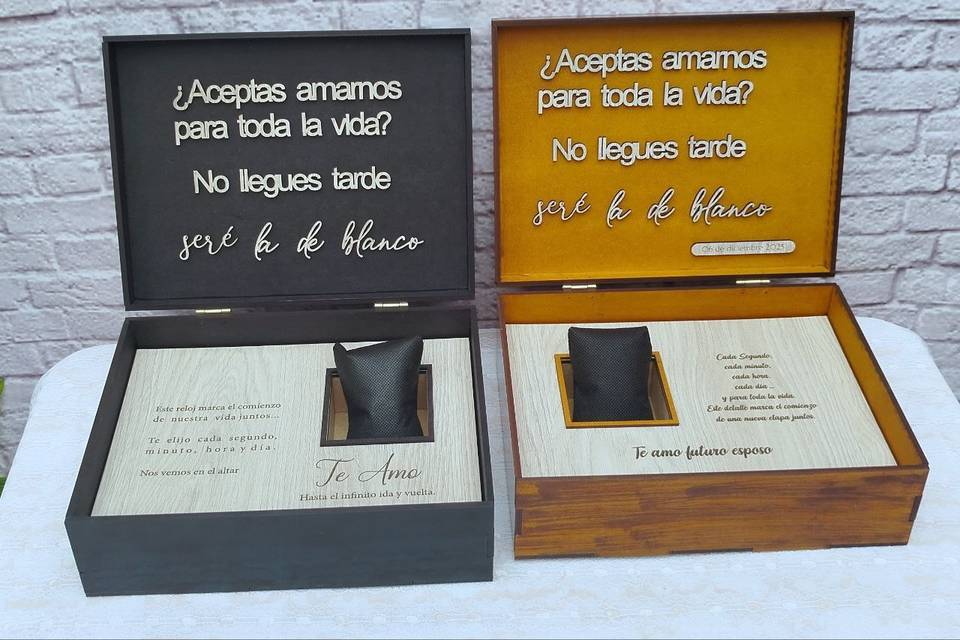 ¿Aceptas amarnos
para toda la vida?
No llegues tarde
seré la de blanco
Este reloj marca el comienzo
de nuestra vida juntos...
Te elijo cada segundo,
minuto, hora y día.
Nos vemos en el altar
Te Amo
Hasta el infinito ida y vuelta.
¿Aceptas amarnos
para toda la vida?
No llegues tarde
seré la de blanco
06 de diciembre 2025
Cada Segundo,
cada minuto,
cada hora
cada día ...
y para toda la vida.
Este detalle marca el comienzo
de una nueva etapa juntos.
Te amo futuro esposo